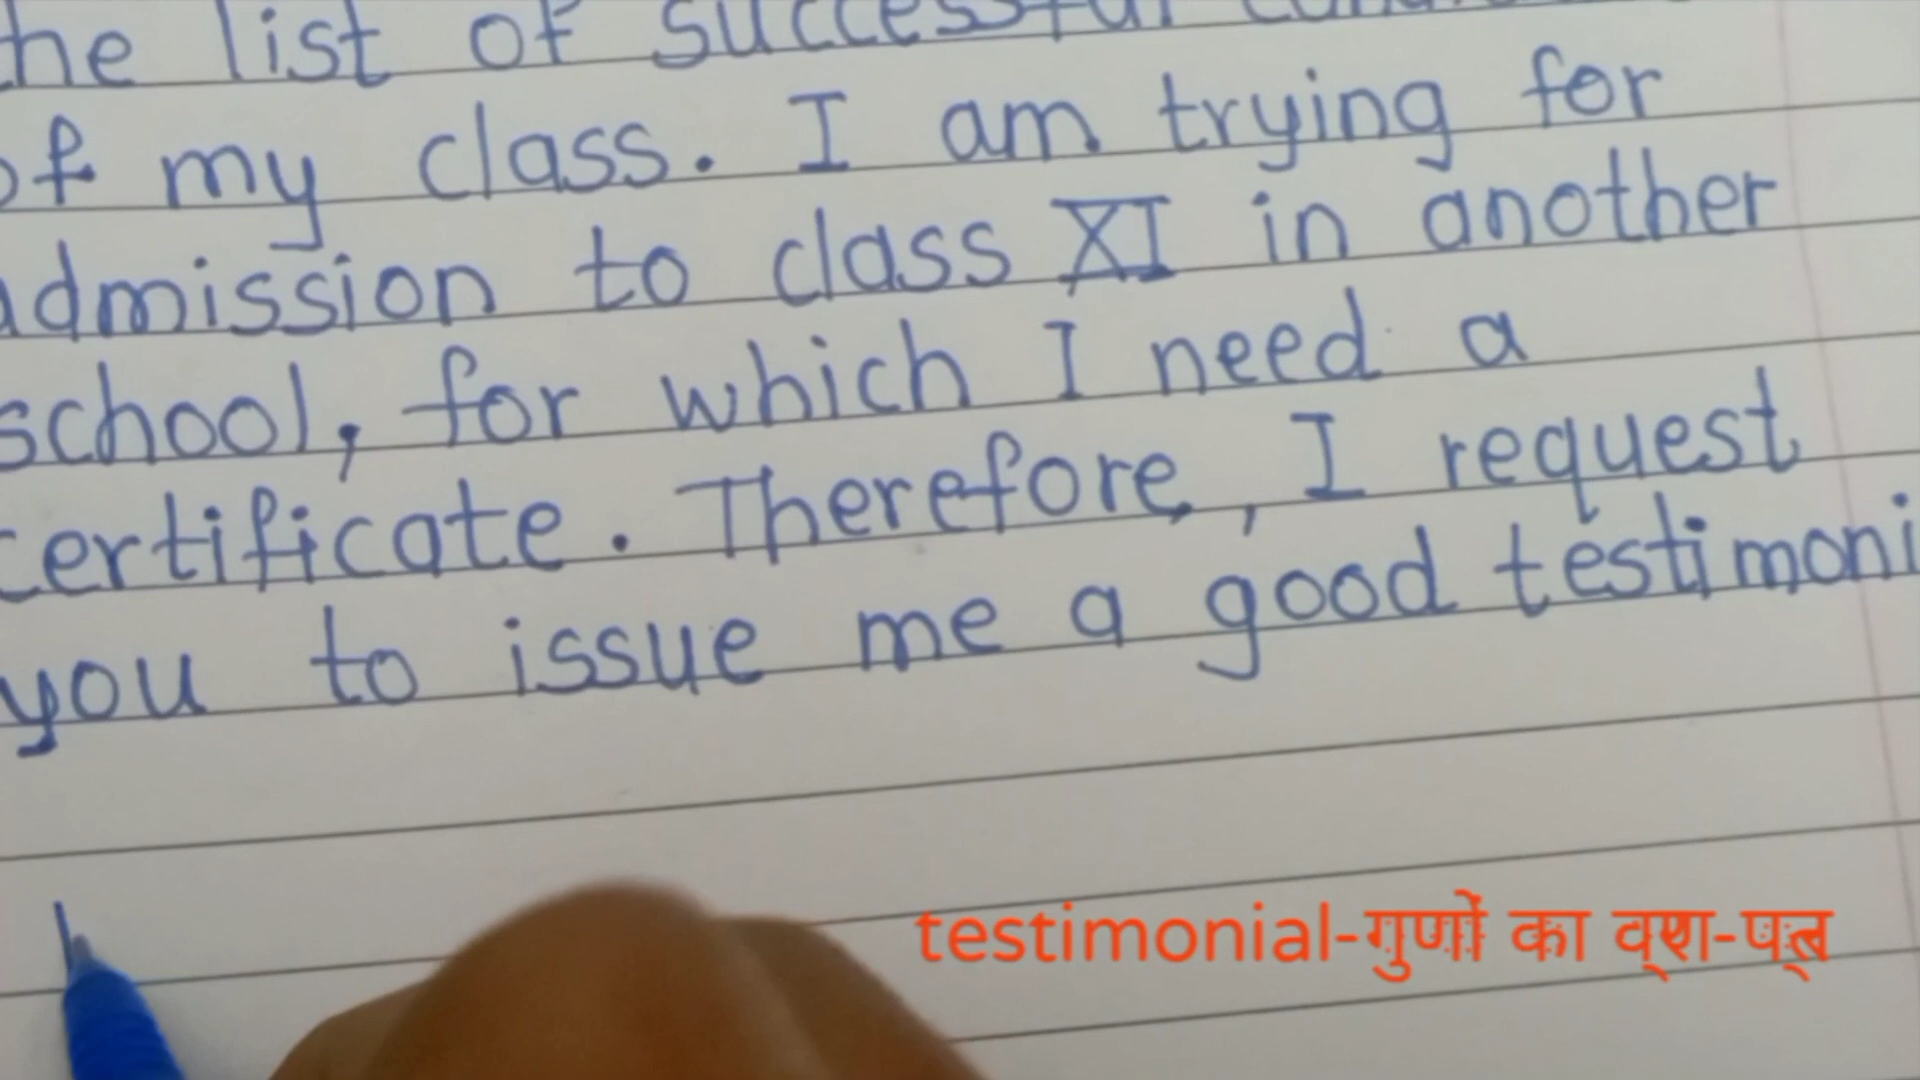 the list of successful
of my class. I am trying for
admission to class XI in another
school, for which I need a
certificate. Therefore, I request
you to issue me a good testimoni
testimonial-गुणों का